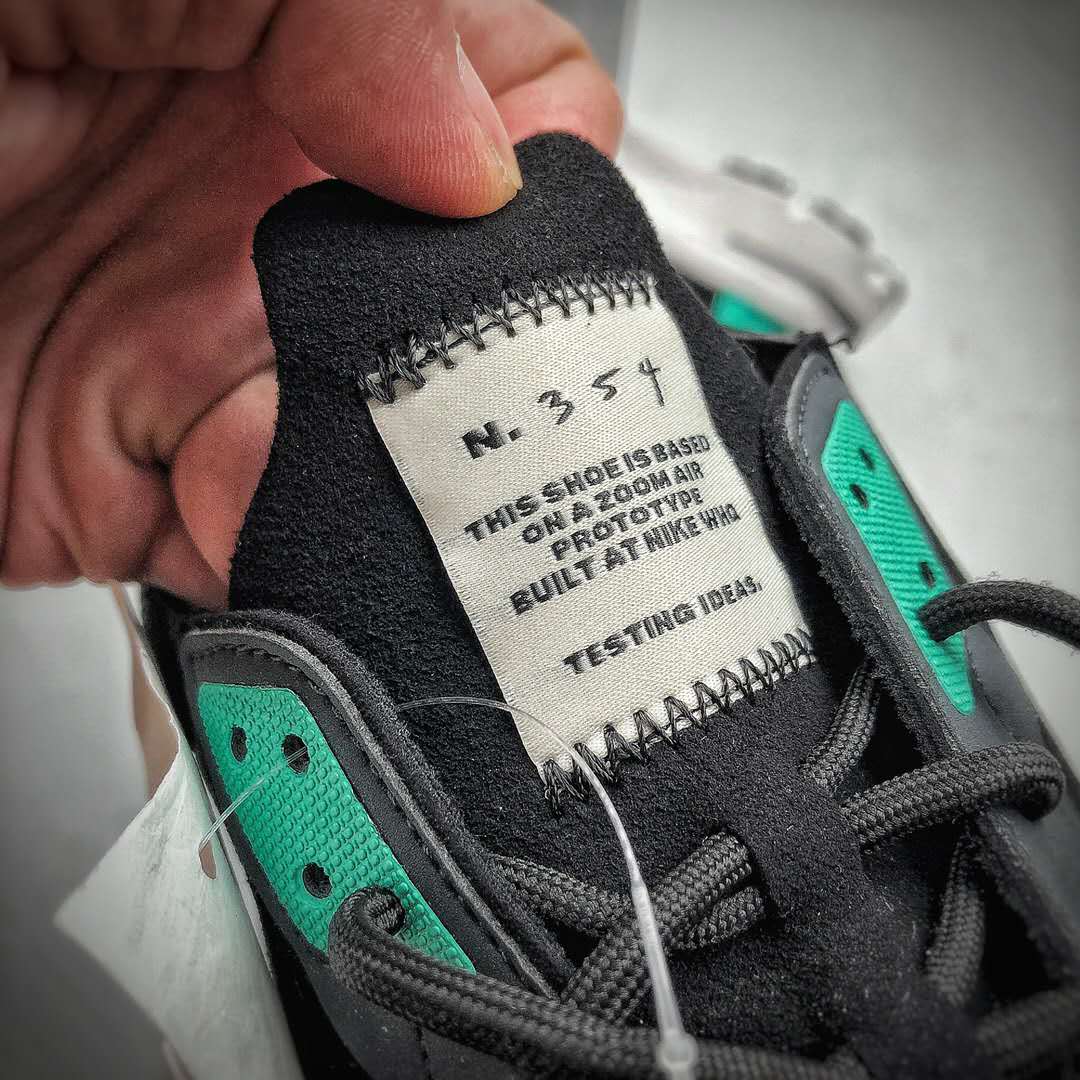 N. 354
THIS SHOE IS BASED
ON A ZOOM AIR
PROTOTYPE
BUILT AT NIKE WHQ
TESTING IDEAS.